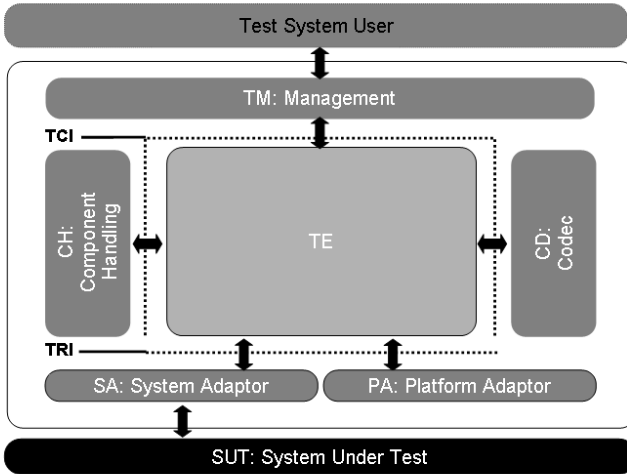 Test System User
TM: Management
TCI
CH:
Component
Handling
TE
CD:
Codec
TRI
SA: System Adaptor
PA: Platform Adaptor
SUT: System Under Test